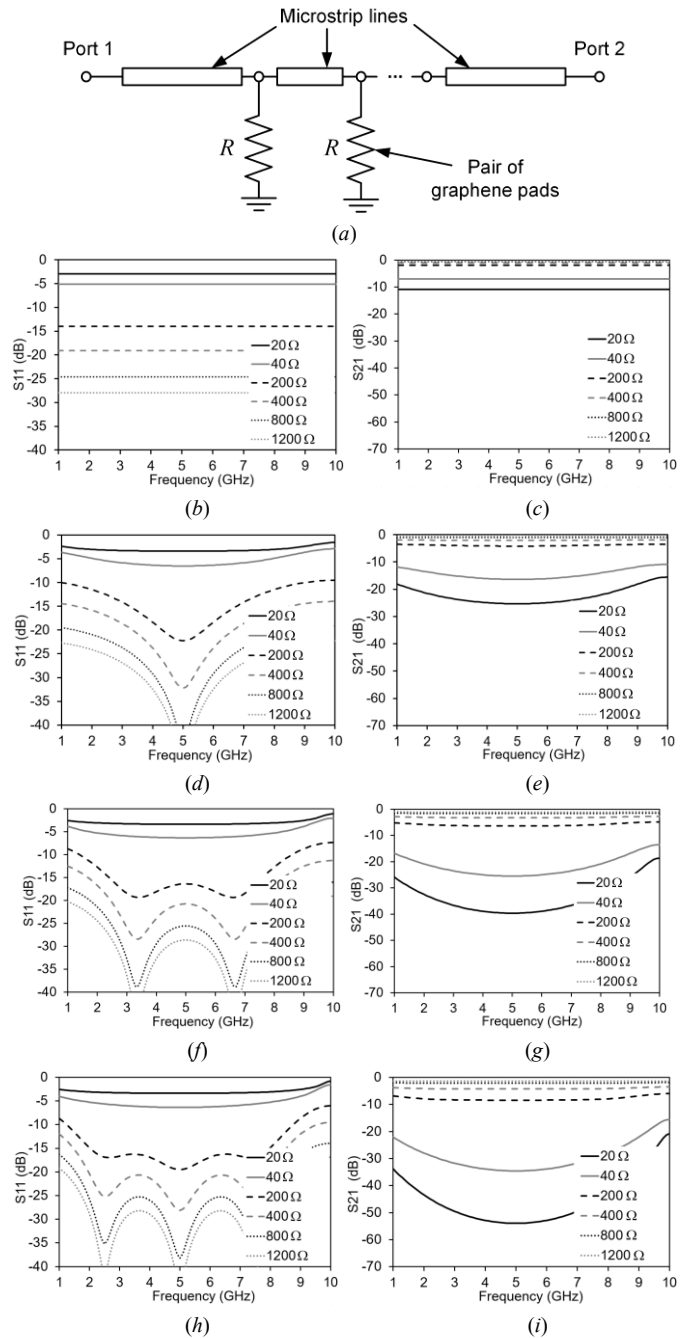 Microstrip lines
Port 1
Port 2
...
R
R
Pair of
graphene pads
(a)
0
-5
-10
-15
-20
-25
-30
-35
-40
S11 (dB)
20 Ω
40 Ω
200 Ω
400 Ω
800 Ω
1200 Ω
1 2 3 4 5 6 7 8 9 10
Frequency (GHz)
(b)
0
-10
-20
-30
-40
-50
-60
-70
S21 (dB)
20 Ω
40 Ω
200 Ω
400 Ω
800 Ω
1200 Ω
1 2 3 4 5 6 7 8 9 10
Frequency (GHz)
(c)
0
-5
-10
-15
-20
-25
-30
-35
-40
S11 (dB)
20 Ω
40 Ω
200 Ω
400 Ω
800 Ω
1200 Ω
1 2 3 4 5 6 7 8 9 10
Frequency (GHz)
(d)
0
-10
-20
-30
-40
-50
-60
-70
S21 (dB)
20 Ω
40 Ω
200 Ω
400 Ω
800 Ω
1200 Ω
1 2 3 4 5 6 7 8 9 10
Frequency (GHz)
(e)
0
-5
-10
-15
-20
-25
-30
-35
-40
S11 (dB)
20 Ω
40 Ω
200 Ω
400 Ω
800 Ω
1200 Ω
1 2 3 4 5 6 7 8 9 10
Frequency (GHz)
(f)
0
-10
-20
-30
-40
-50
-60
-70
S21 (dB)
20 Ω
40 Ω
200 Ω
400 Ω
800 Ω
1200 Ω
1 2 3 4 5 6 7 8 9 10
Frequency (GHz)
(g)
0
-5
-10
-15
-20
-25
-30
-35
-40
S11 (dB)
20 Ω
40 Ω
200 Ω
400 Ω
800 Ω
1200 Ω
1 2 3 4 5 6 7 8 9 10
Frequency (GHz)
(h)
0
-10
-20
-30
-40
-50
-60
-70
S21 (dB)
20 Ω
40 Ω
200 Ω
400 Ω
800 Ω
1200 Ω
1 2 3 4 5 6 7 8 9 10
Frequency (GHz)
(i)